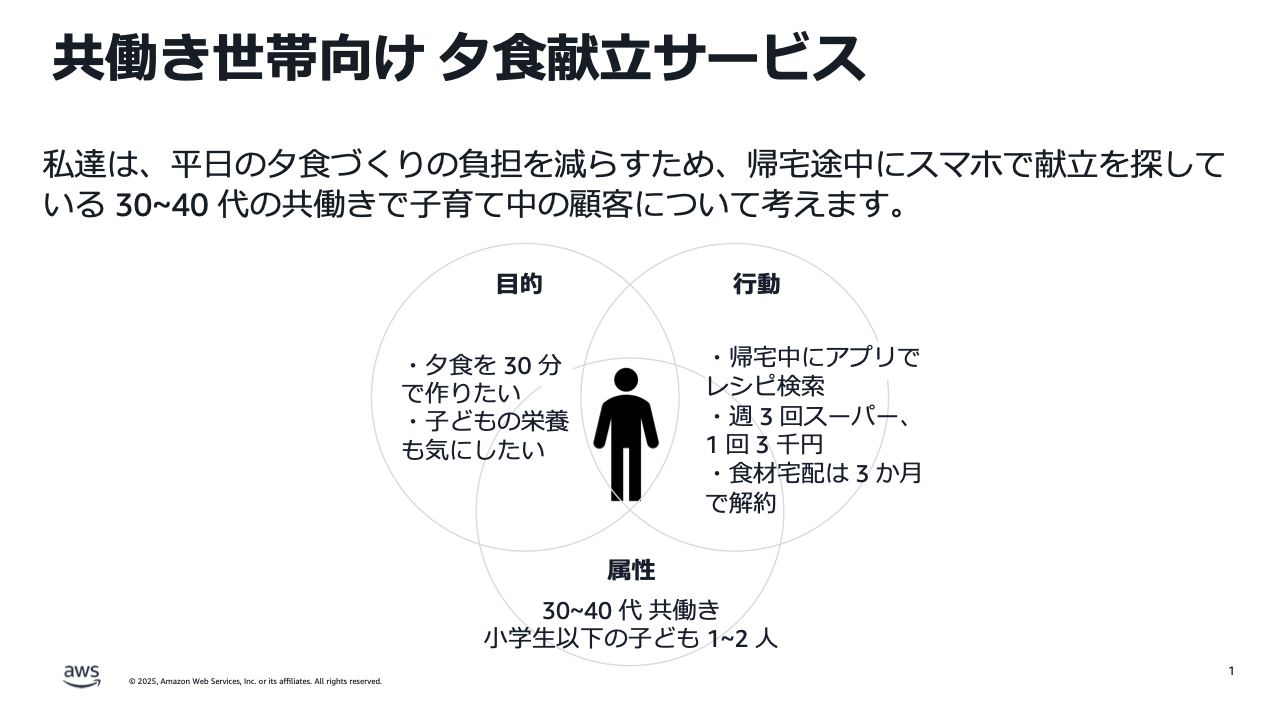 共働き世帯向け 夕食献立サービス
私達は、平日の夕食づくりの負担を減らすため、帰宅途中にスマホで献立を探して
いる 30~40 代の共働きで子育て中の顧客について考えます。
目的
・夕食を 30 分
で作りたい
・子どもの栄養
も気にしたい
行動
・帰宅中にアプリで
レシピ検索
・週 3 回スーパー、
1 回 3 千円
・食材宅配は 3 か月
で解約
属性
30~40 代 共働き
小学生以下の子ども 1~2 人
aws
© 2025, Amazon Web Services, Inc. or its affiliates. All rights reserved.
1